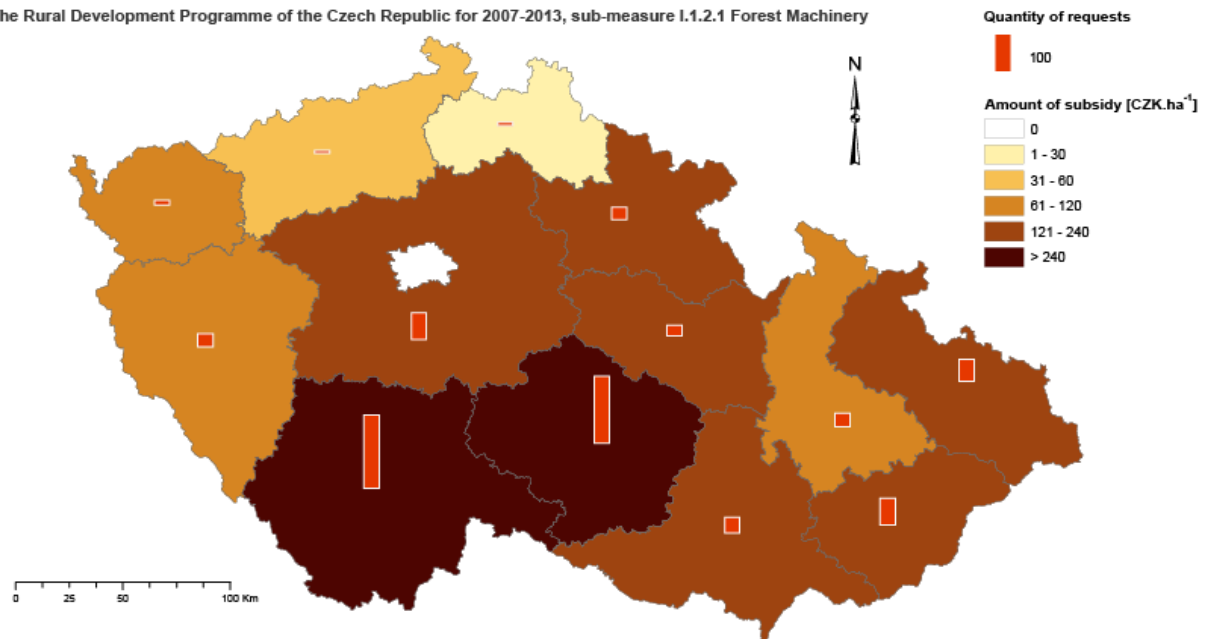 he Rural Development Programme of the Czech Republic for 2007-2013, sub-measure I.1.2.1 Forest Machinery
Quantity of requests
100
N
Amount of subsidy [CZK.ha⁻¹]
0
1 - 30
31 - 60
61 - 120
121 - 240
> 240
0 25 50 100 Km